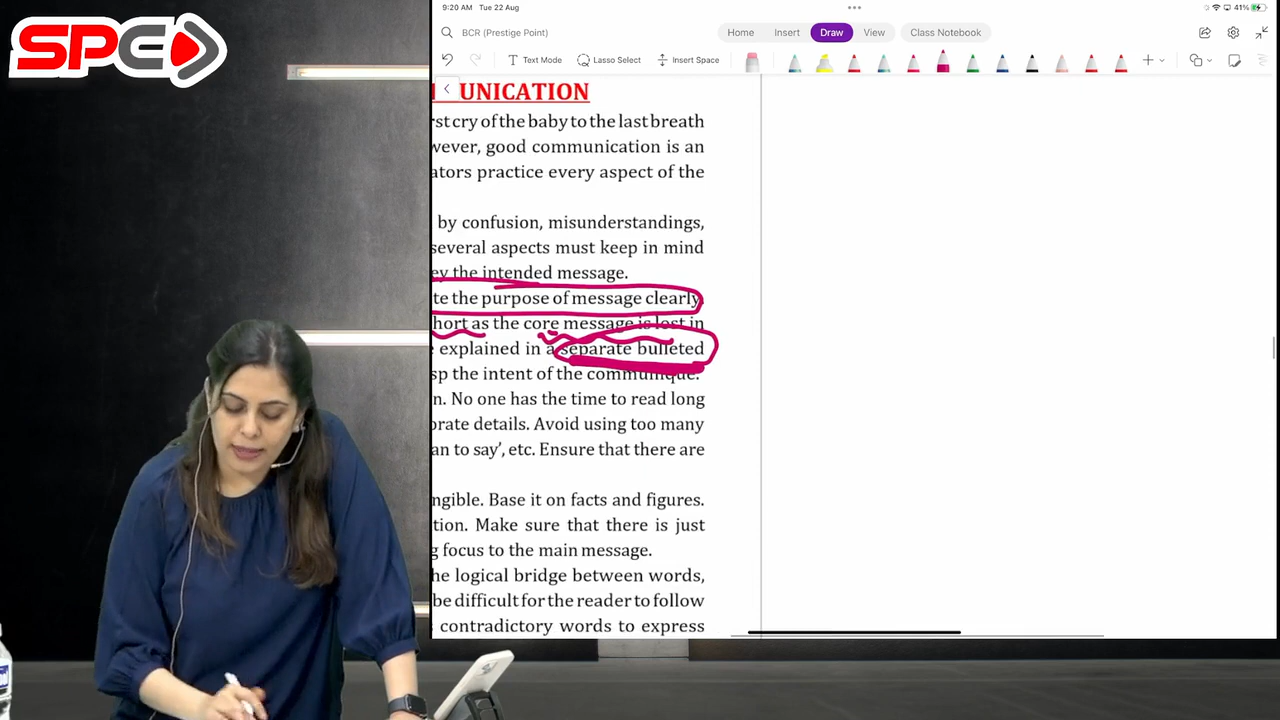 SPC
9:20 AM Tue 22 Aug
41%
BCR (Prestige Point)
Home Insert Draw View Class Notebook
Text Mode Lasso Select Insert Space
UNICATION
rst cry of the baby to the last breath
wever, good communication is an
ators practice every aspect of the
by confusion, misunderstandings,
several aspects must keep in mind
ey the intended message.
te the purpose of message clearly.
hort as the core message is lost in
explained in a separate bulleted
sp the intent of the communique.
n. No one has the time to read long
orate details. Avoid using too many
an to say', etc. Ensure that there are
ngible. Base it on facts and figures.
tion. Make sure that there is just
g focus to the main message.
he logical bridge between words,
be difficult for the reader to follow
contradictory words to express